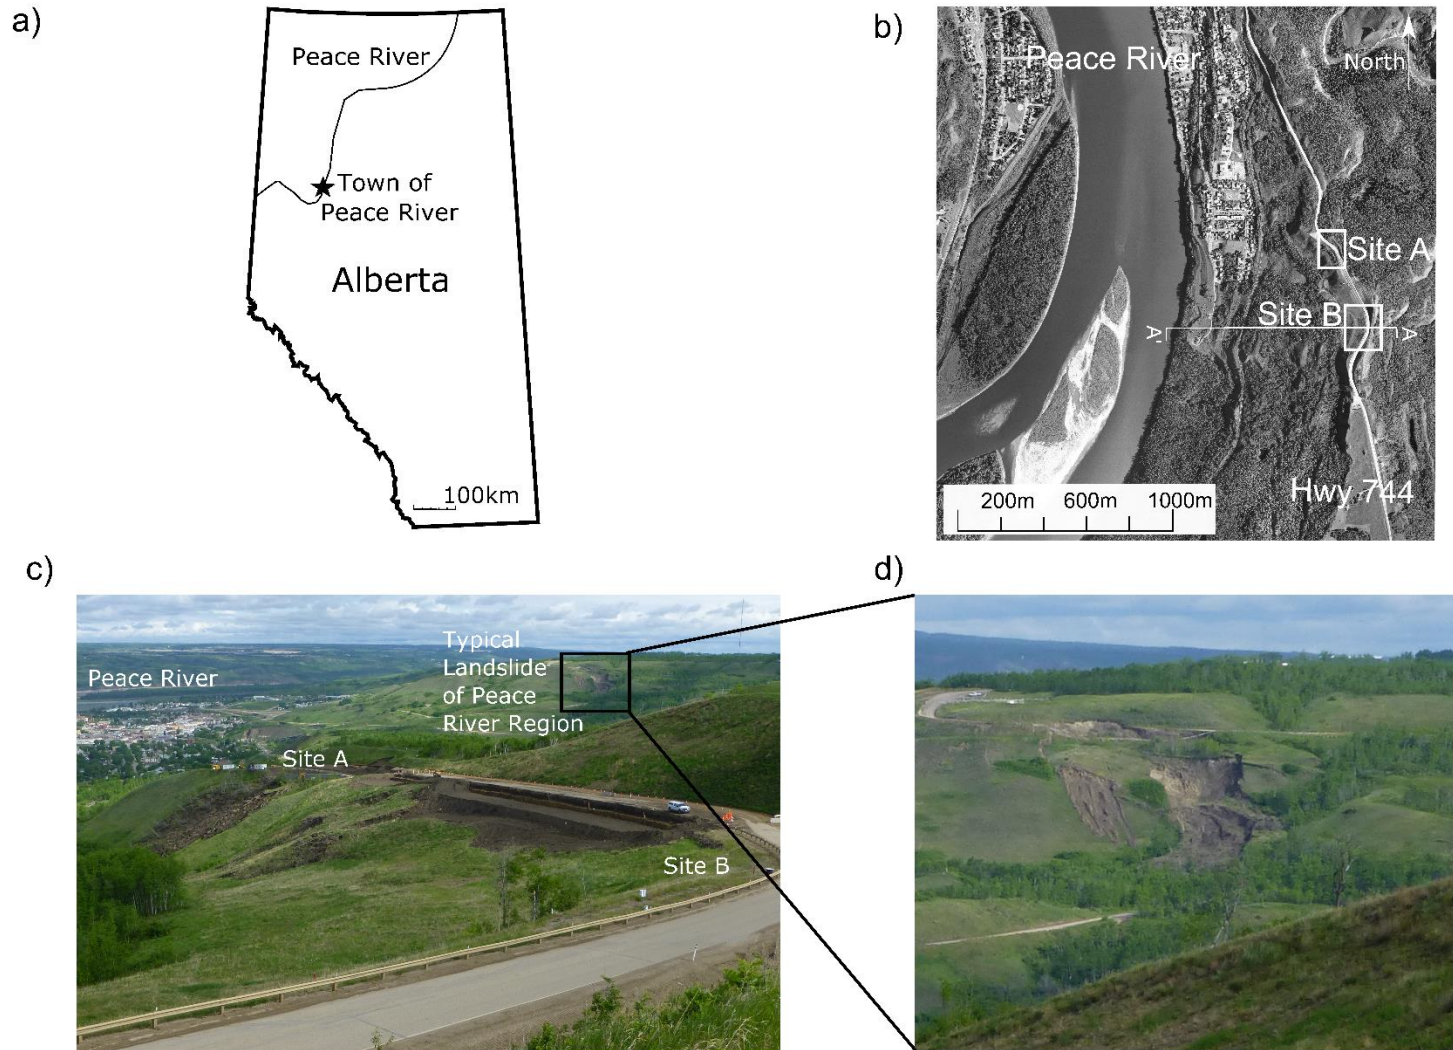 a)
Peace River
Town of
Peace River
Alberta
100km
b)
Peace River
North
Site A
Site B
A'
A
Hwy 744
200m 600m 1000m
c)
Peace River
Typical
Landslide
of Peace
River Region
Site A
Site B
d)